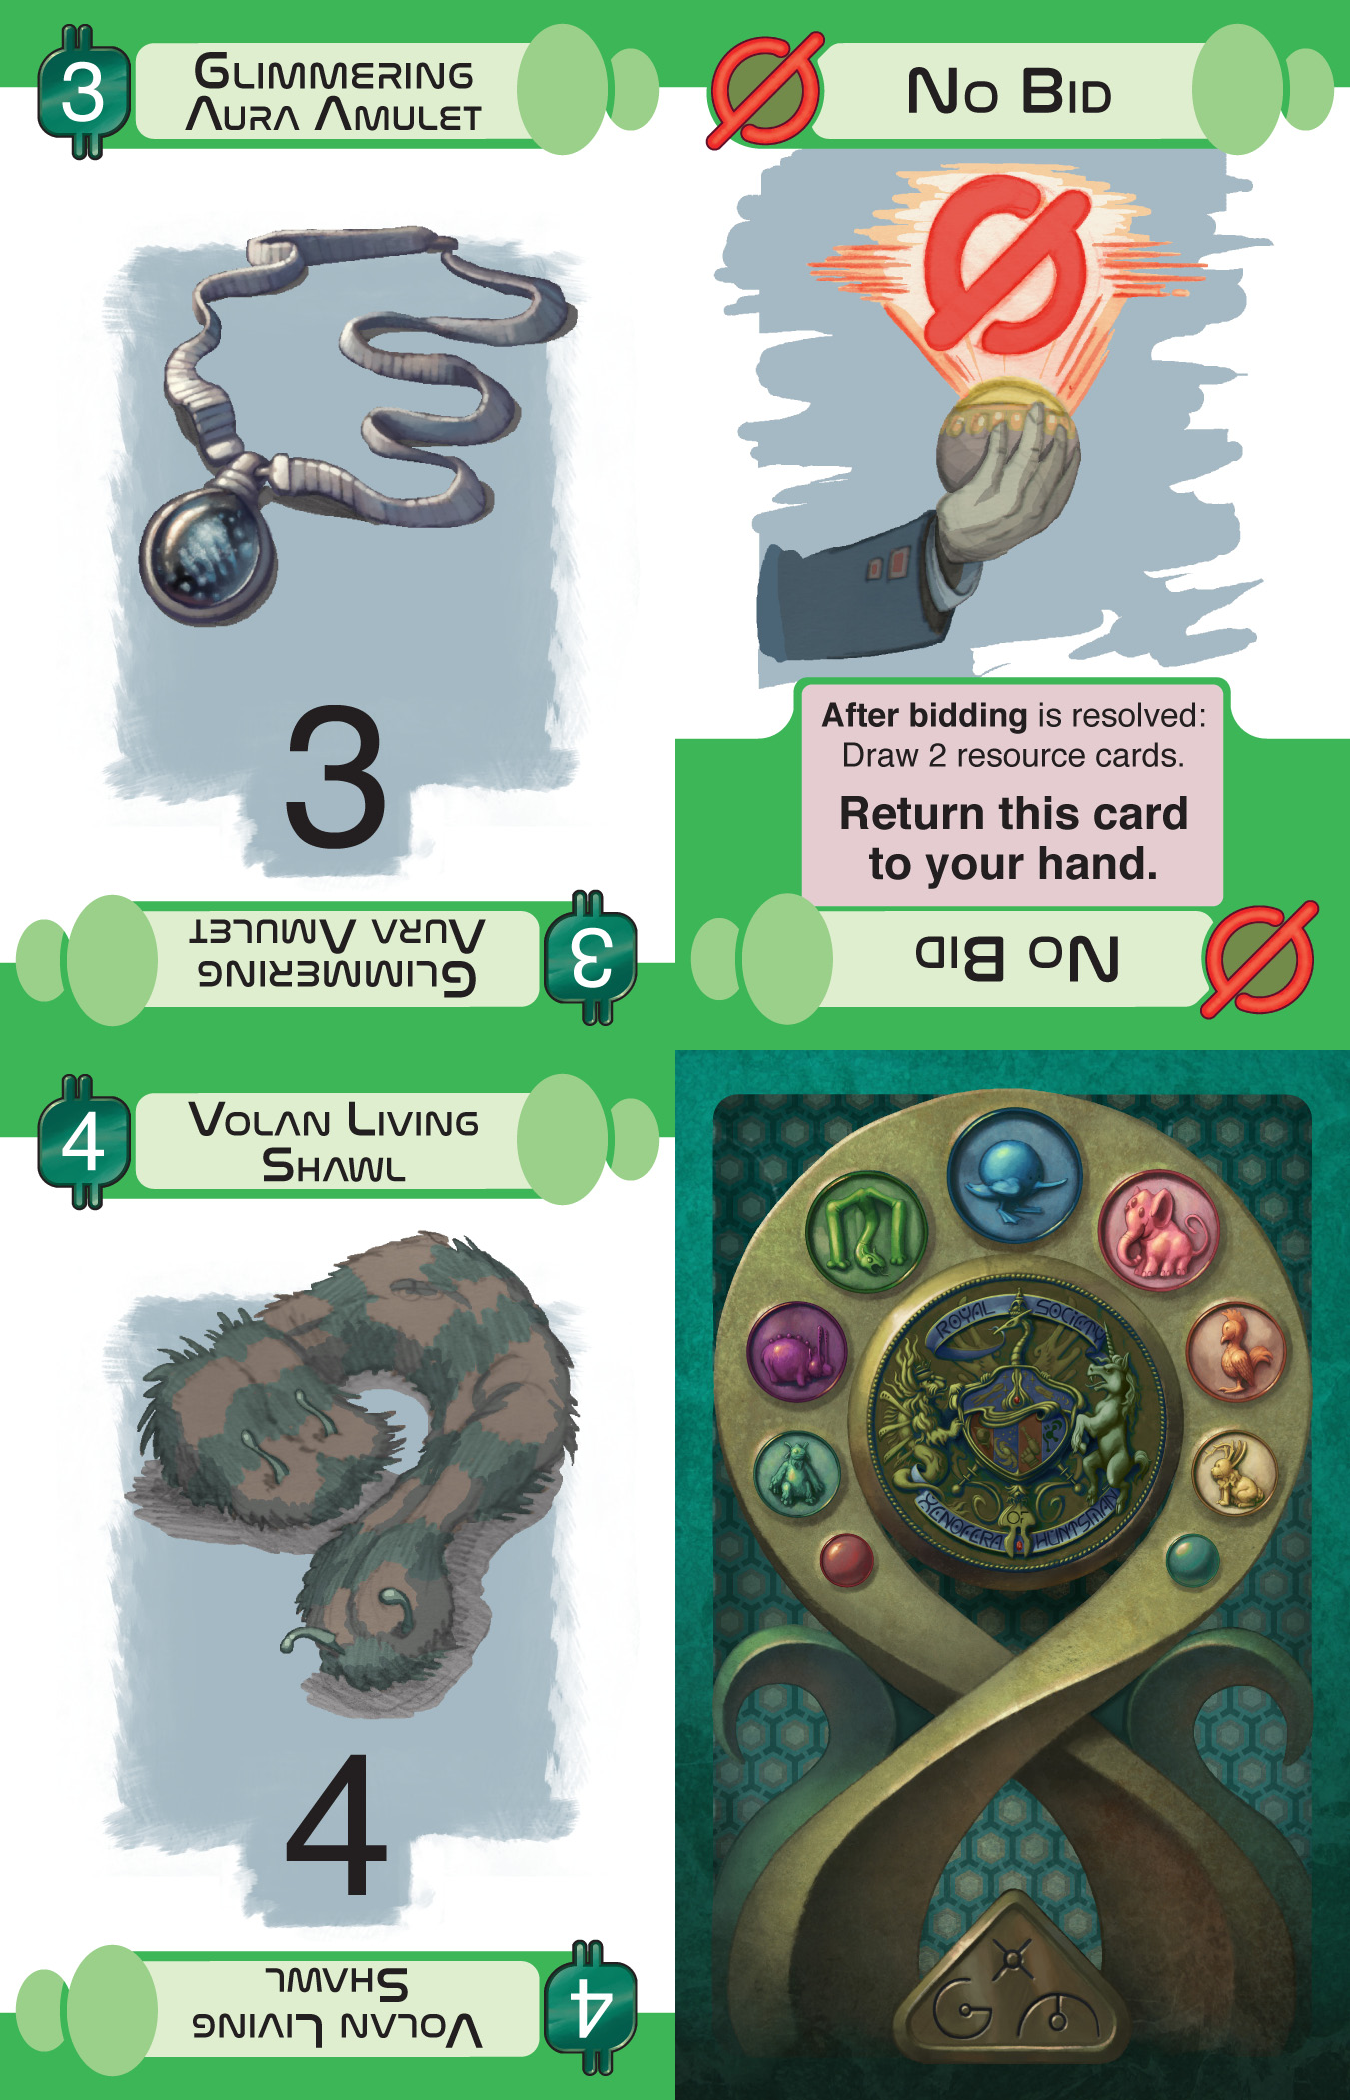 3
GLIMMERING
AURA AMULET
3
GLIMMERING
AURA AMULET
3
NO BID
After bidding is resolved:
Draw 2 resource cards.
Return this card
to your hand.
NO BID
4
VOLAN LIVING
SHAWL
4
VOLAN LIVING
SHAWL
4
ROYAL SOCIETY
OF
XENOFERA HUNTSMAN